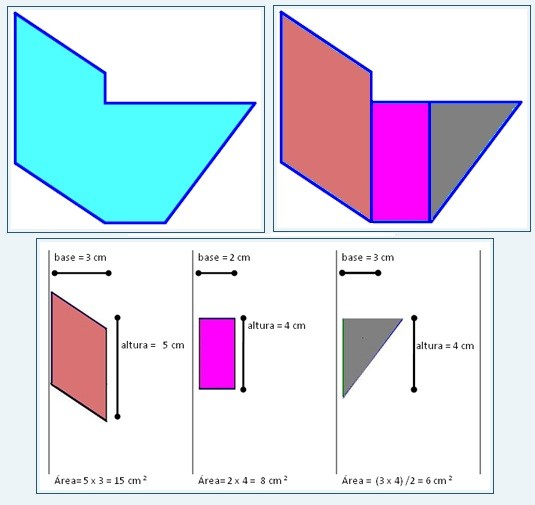 base = 3 cm
base = 2 cm
base = 3 cm
altura = 5 cm
altura = 4 cm
altura = 4 cm
Área= 5 x 3 = 15 cm ²
Área= 2 x 4 = 8 cm ²
Área = (3 x 4) /2 = 6 cm ²